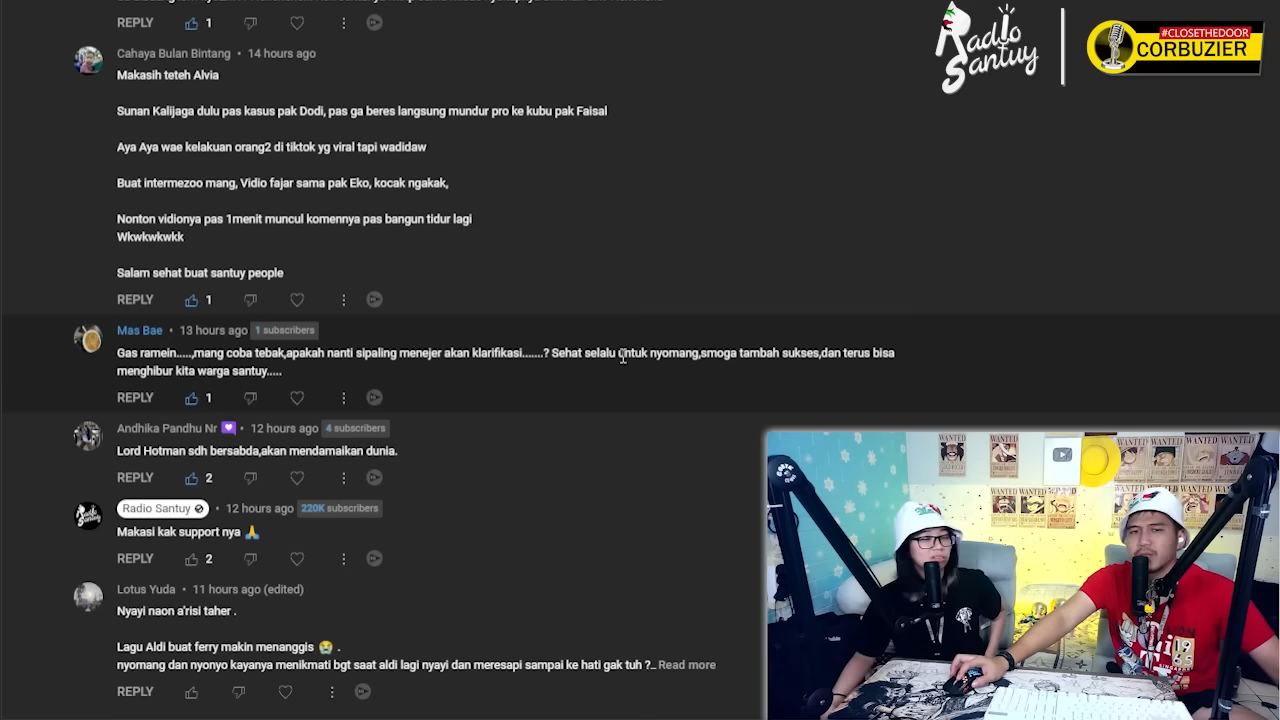 REPLY 1
Radio Santuy
#CLOSETHEDOOR
CORBUZIER
Cahaya Bulan Bintang • 14 hours ago
Makasih teteh Alvia
Sunan Kalijaga dulu pas kasus pak Dodi, pas ga beres langsung mundur pro ke kubu pak Faisal
Aya Aya wae kelakuan orang2 di tiktok yg viral tapi wadidaw
Buat intermezoo mang, Vidio fajar sama pak Eko, kocak ngakak,
Nonton vidionya pas 1menit muncul komennya pas bangun tidur lagi
Wkwkwkwkk
Salam sehat buat santuy people
REPLY 1
Mas Bae • 13 hours ago 1 subscribers
Gas ramein.....,mang coba tebak,apakah nanti sipaling menejer akan klarifikasi.......? Sehat selalu untuk nyomang,smoga tambah sukses,dan terus bisa
menghibur kita warga santuy.....
REPLY 1
Andhika Pandhu Nr • 12 hours ago 4 subscribers
Lord Hotman sdh bersabda,akan mendamaikan dunia.
REPLY 2
Radio Santuy • 12 hours ago 220K subscribers
Makasi kak support nya 🙏
REPLY 2
Lotus Yuda • 11 hours ago (edited)
Nyayi naon a'risi taher .
Lagu Aldi buat ferry makin menanggis 😭 .
nyomang dan nyonyo kayanya menikmati bgt saat aldi lagi nyayi dan meresapi sampai ke hati gak tuh ?... Read more
REPLY
WANTED
WANTED
WANTED
WANTED
WANTED
WANTED